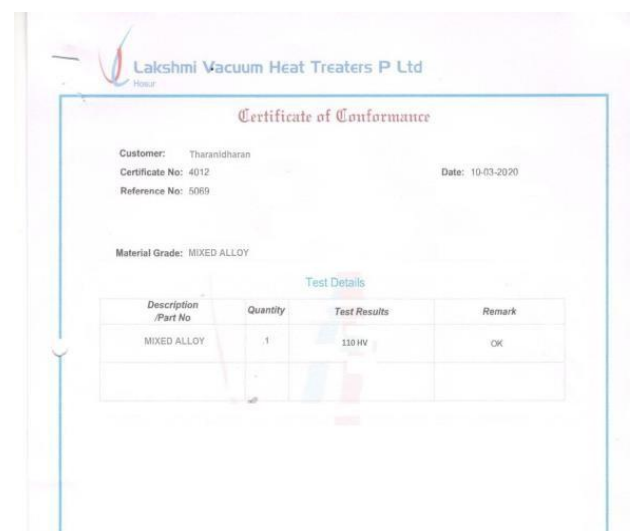 Lakshmi Vacuum Heat Treaters P Ltd
Hosur
Certificate of Conformance
Customer: Tharanidharan
Certificate No: 4012 Date: 10-03-2020
Reference No: 5069
Material Grade: MIXED ALLOY
Test Details
Description /Part No Quantity Test Results Remark
MIXED ALLOY 1 110 HV OK